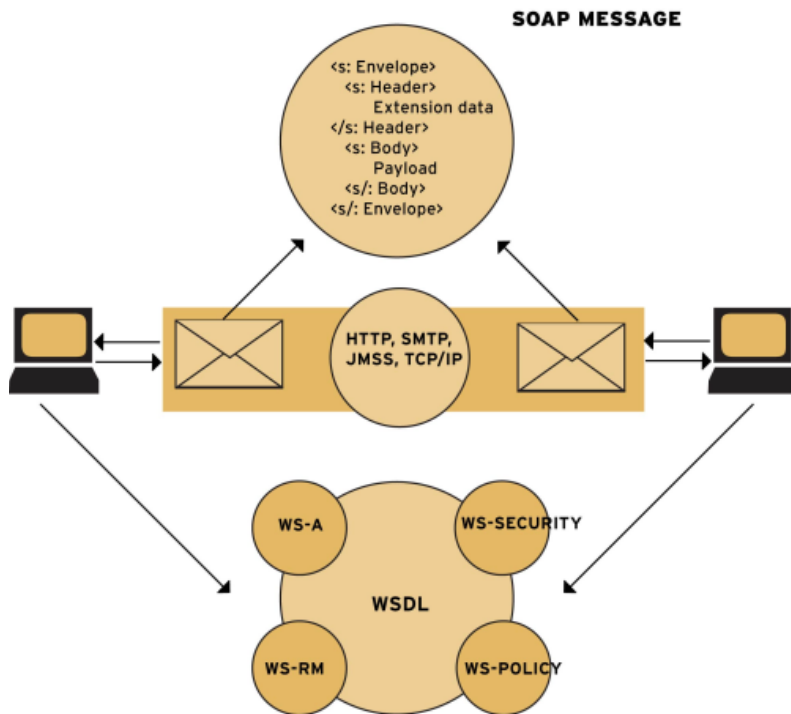 SOAP MESSAGE
<s: Envelope>
<s: Header>
Extension data
</s: Header>
<s: Body>
Payload
<s/: Body>
<s/: Envelope>
HTTP, SMTP,
JMSS, TCP/IP
WS-A
WS-SECURITY
WSDL
WS-RM
WS-POLICY